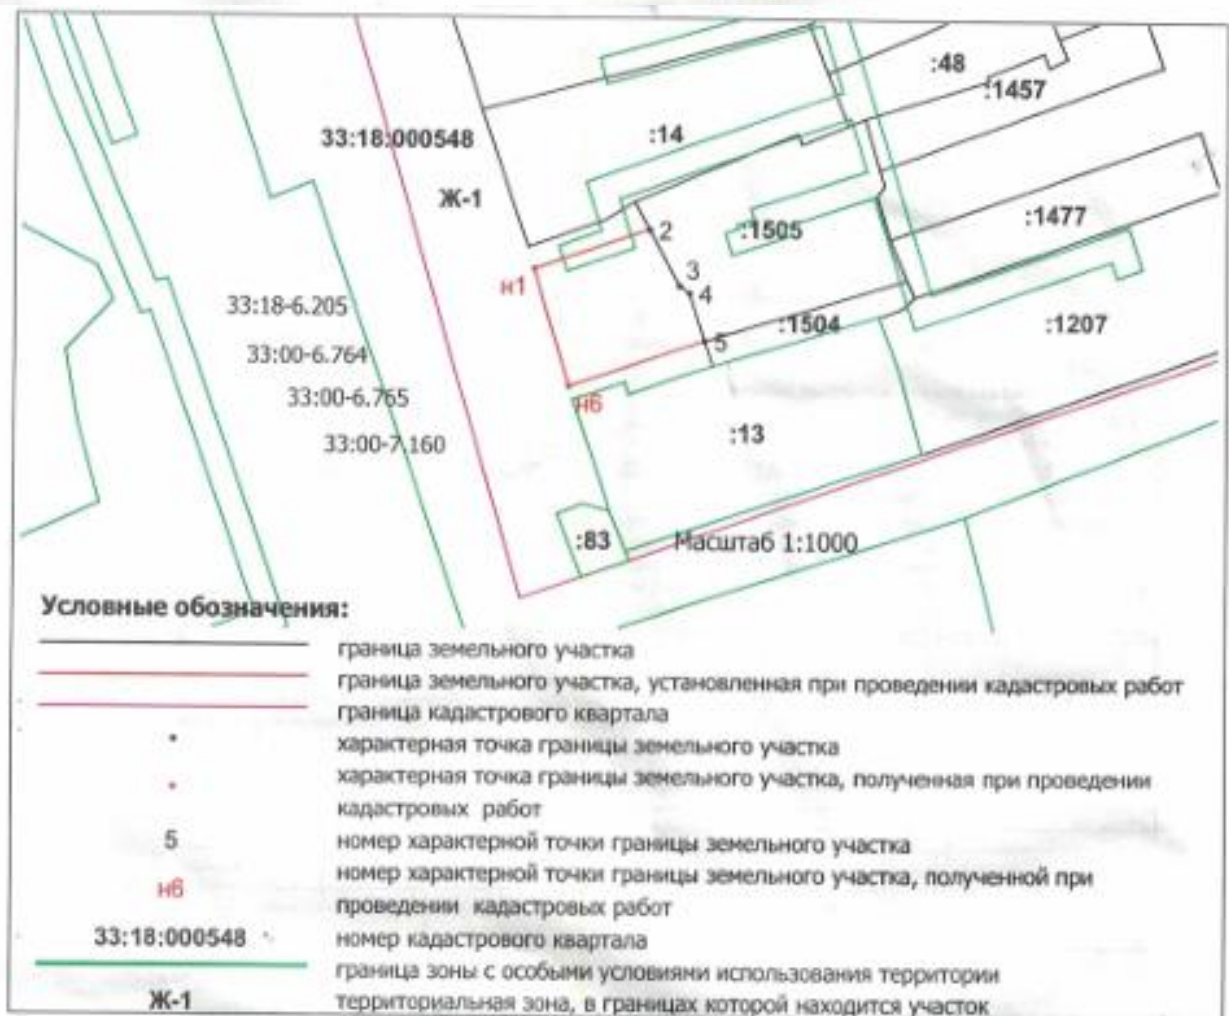 :48
:1457
33:18:000548
:14
Ж-1
:1477
2
:1505
н1
3
4
33:18-6.205
:1504
:1207
5
33:00-6.764
33:00-6.765
н6
33:00-7.160
:13
:83
Масштаб 1:1000
Условные обозначения:
граница земельного участка
граница земельного участка, установленная при проведении кадастровых работ
граница кадастрового квартала
характерная точка границы земельного участка
характерная точка границы земельного участка, полученная при проведении
кадастровых работ
5 номер характерной точки границы земельного участка
н6 номер характерной точки границы земельного участка, полученной при
проведении кадастровых работ
33:18:000548 номер кадастрового квартала
граница зоны с особыми условиями использования территории
Ж-1 территориальная зона, в границах которой находится участок